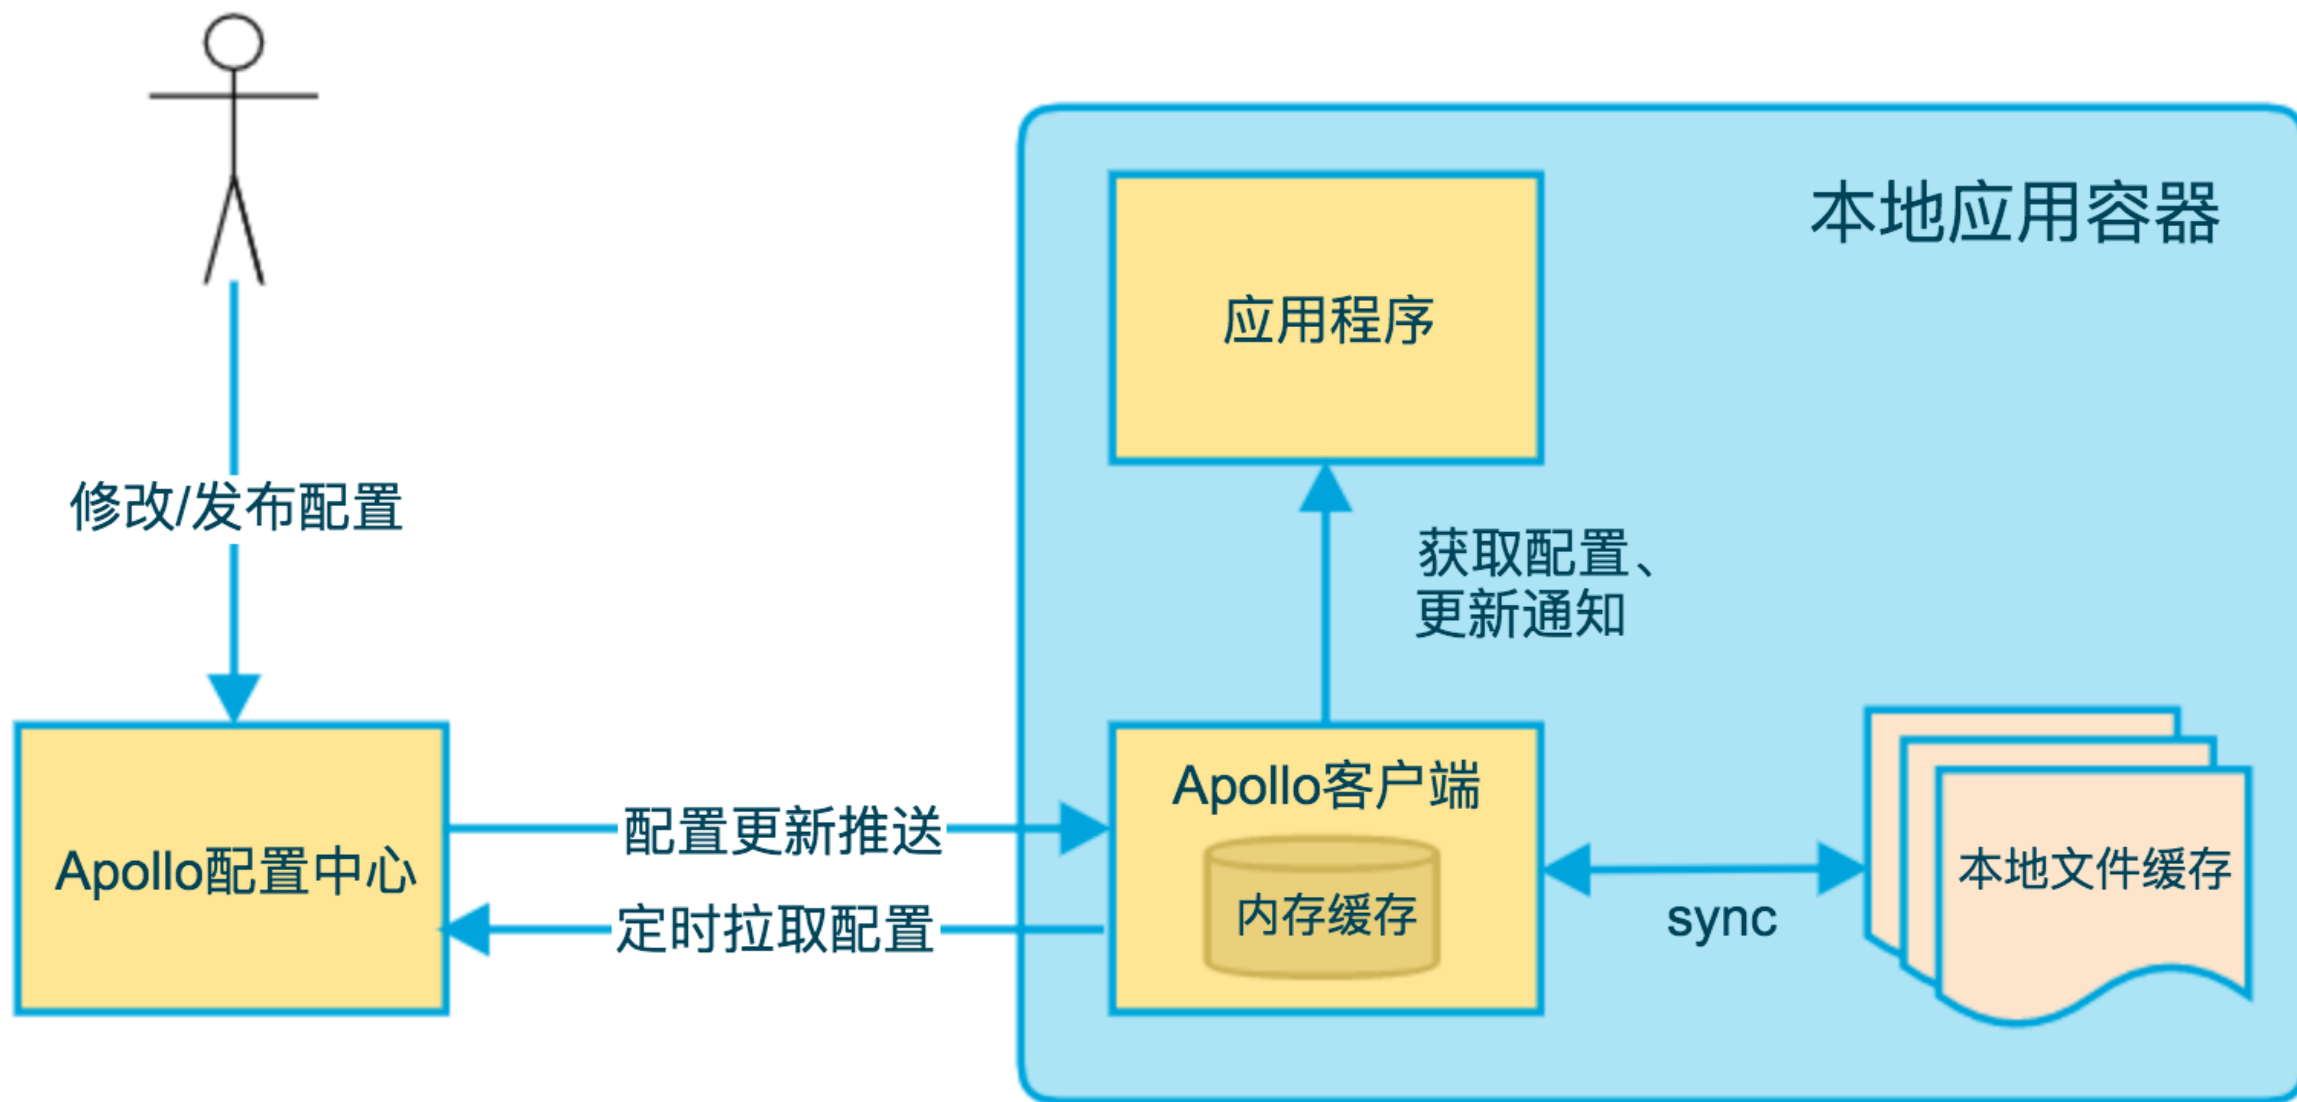 本地应用容器
应用程序
修改/发布配置
获取配置、
更新通知
Apollo配置中心
配置更新推送
定时拉取配置
Apollo客户端
内存缓存
sync
本地文件缓存